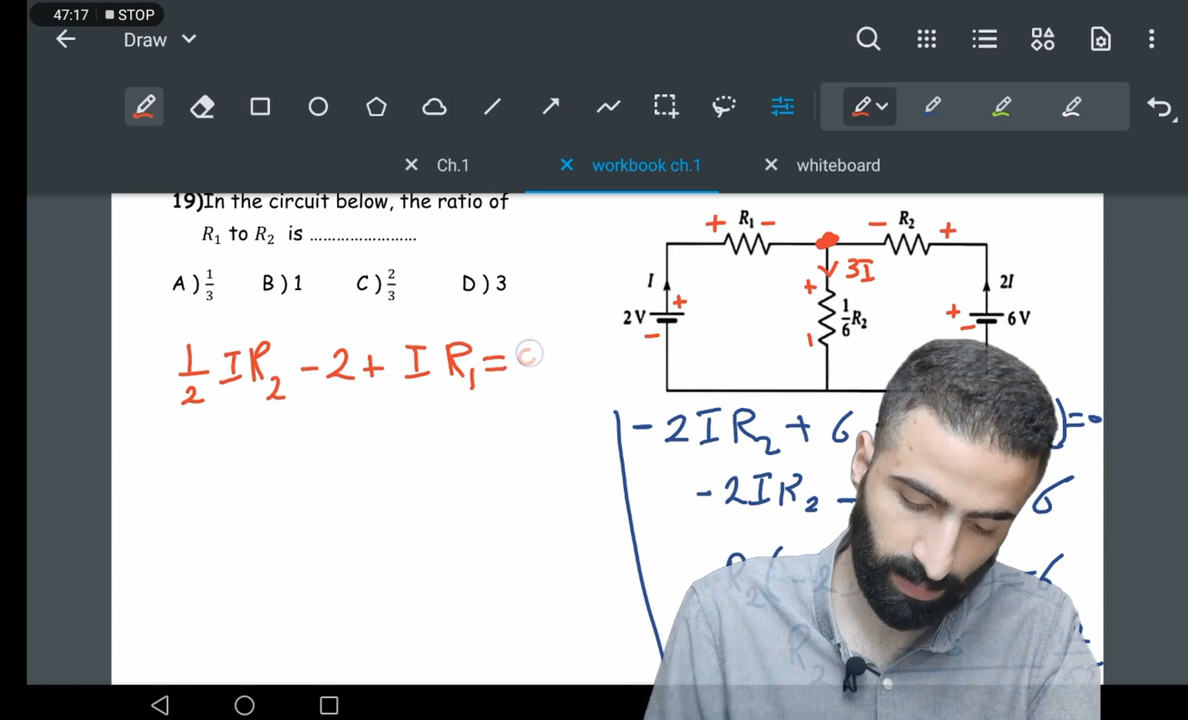 47:17 STOP
Draw
Ch.1
workbook ch.1
whiteboard
19)In the circuit below, the ratio of
R₁ to R₂ is ........................
A) 1/3 B) 1 C) 2/3 D) 3
1/2 IR₂ - 2 + I R₁ =
+ R₁ -
- R₂ +
I
3I
2I
2V
+
-
+
1/6 R₂
+
-
6V
- 2IR₂ + 6 )=0
- 2IR₂ - 6